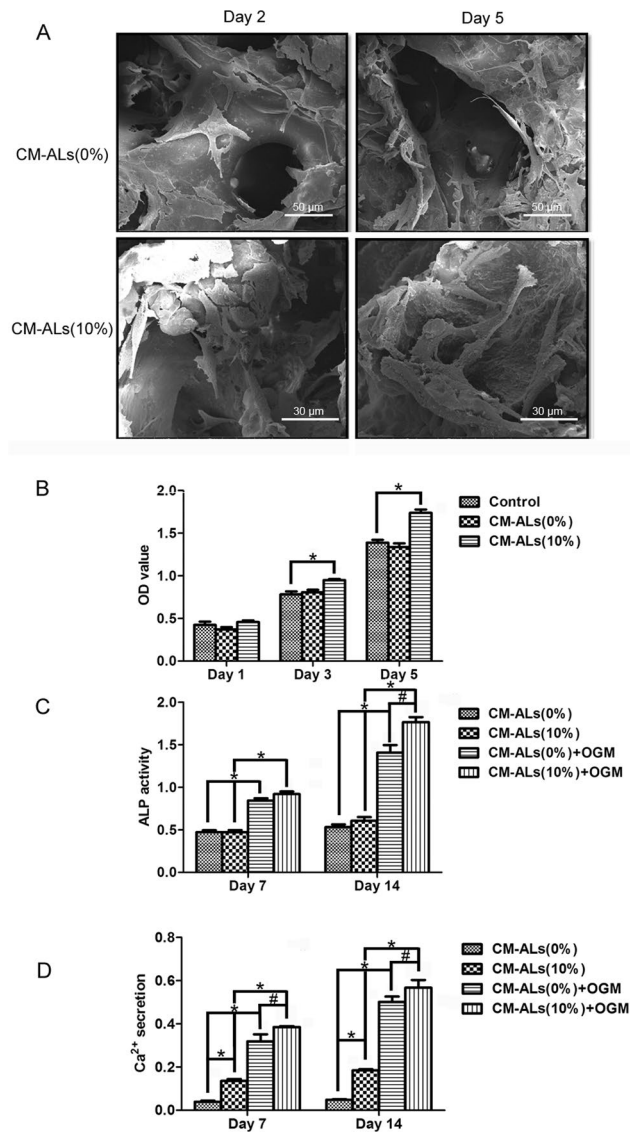 A
Day 2
Day 5
CM-ALs(0%)
50 µm
50 µm
CM-ALs(10%)
30 µm
30 µm
B
OD value
2.0
1.5
1.0
0.5
0.0
*
*
Day 1
Day 3
Day 5
Control
CM-ALs(0%)
CM-ALs(10%)
C
ALP activity
2.0
1.5
1.0
0.5
0.0
*
*
*
*
#
Day 7
Day 14
CM-ALs(0%)
CM-ALs(10%)
CM-ALs(0%)+OGM
CM-ALs(10%)+OGM
D
Ca2+ secretion
0.8
0.6
0.4
0.2
0.0
*
*
#
*
*
*
#
*
Day 7
Day 14
CM-ALs(0%)
CM-ALs(10%)
CM-ALs(0%)+OGM
CM-ALs(10%)+OGM